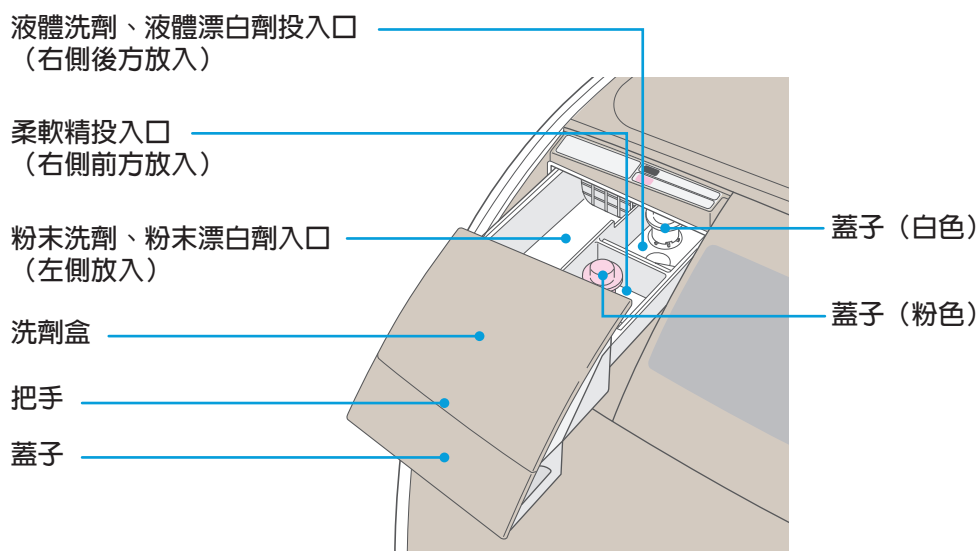 液體洗劑、液體漂白劑投入口
（右側後方放入）
柔軟精投入口
（右側前方放入）
粉末洗劑、粉末漂白劑入口
（左側放入）
洗劑盒
把手
蓋子
蓋子（白色）
蓋子（粉色）